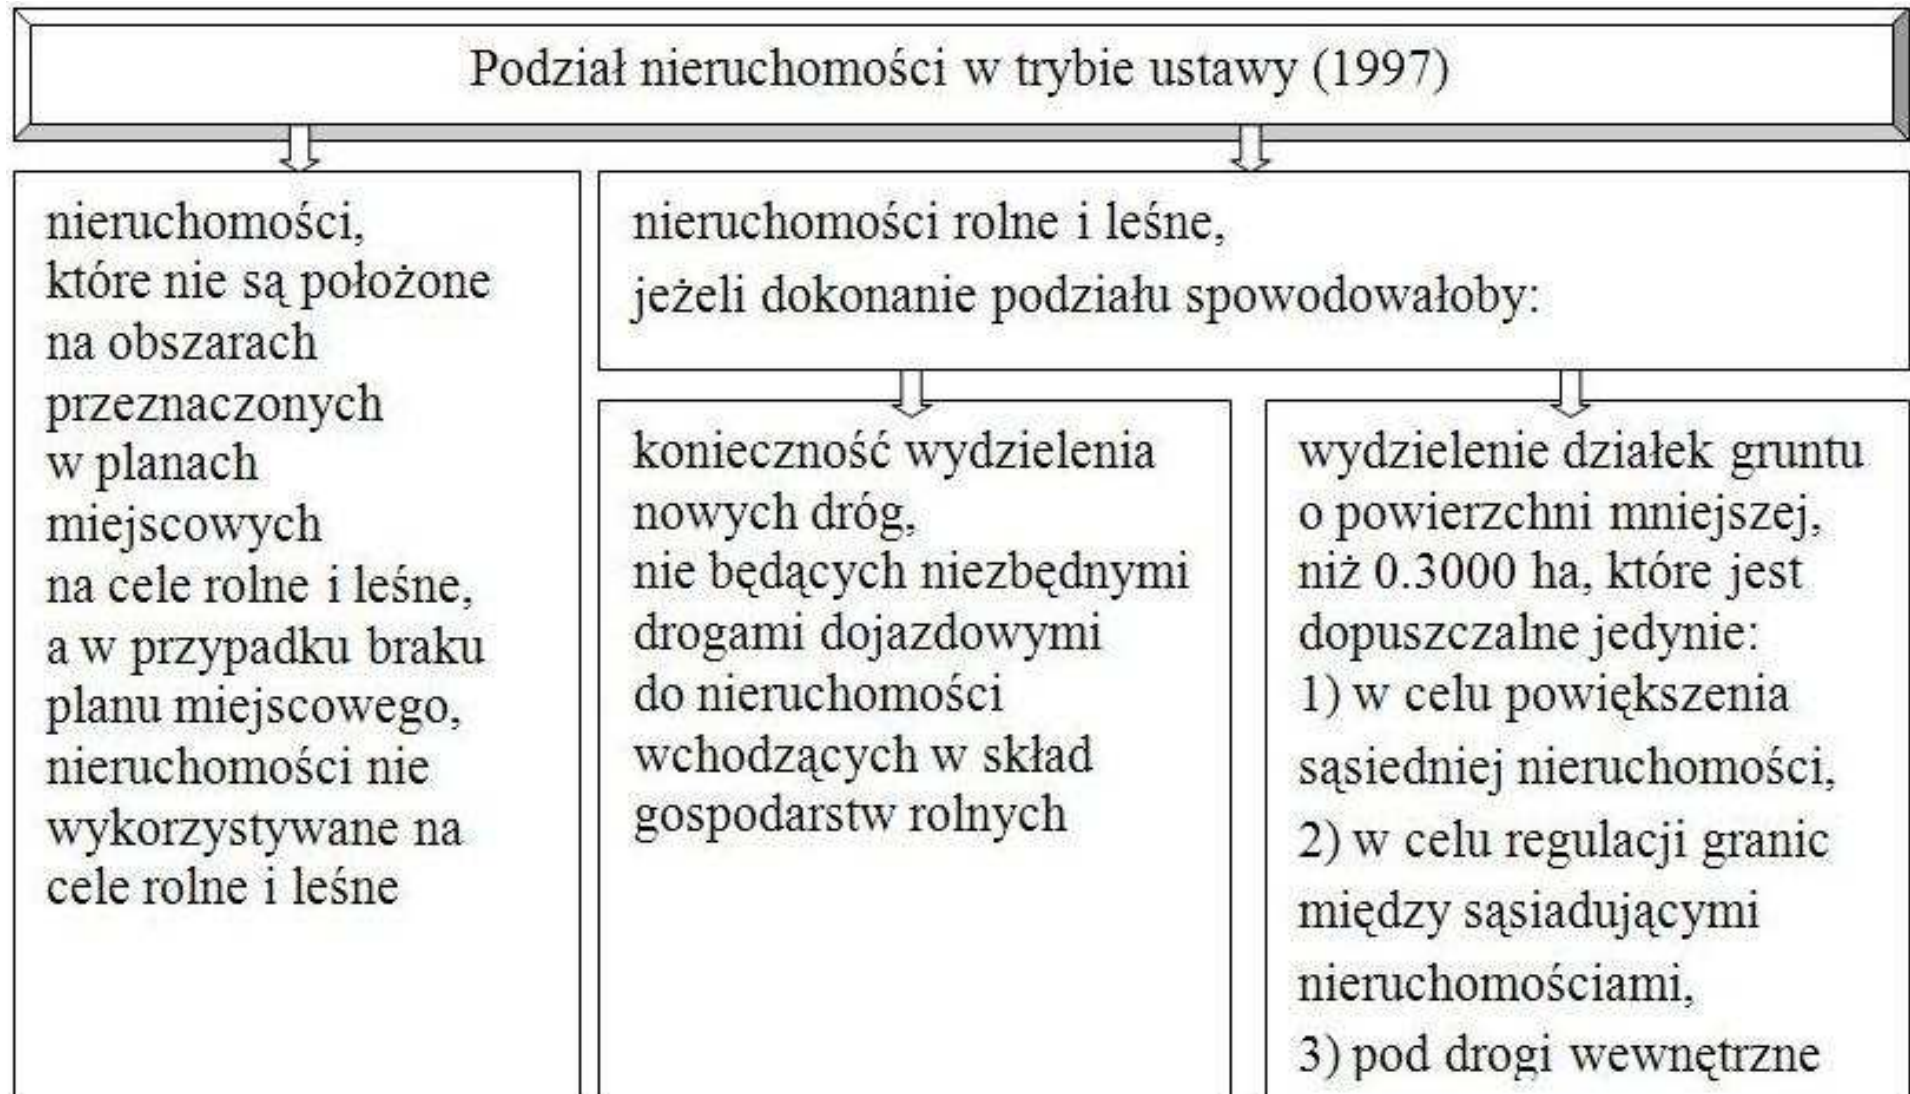 Podział nieruchomości w trybie ustawy (1997)
nieruchomości,
które nie są położone
na obszarach
przeznaczonych
w planach
miejscowych
na cele rolne i leśne,
a w przypadku braku
planu miejscowego,
nieruchomości nie
wykorzystywane na
cele rolne i leśne
nieruchomości rolne i leśne,
jeżeli dokonanie podziału spowodowałoby:
konieczność wydzielenia
nowych dróg,
nie będących niezbędnymi
drogami dojazdowymi
do nieruchomości
wchodzących w skład
gospodarstw rolnych
wydzielenie działek gruntu
o powierzchni mniejszej,
niż 0.3000 ha, które jest
dopuszczalne jedynie:
1) w celu powiększenia
sąsiedniej nieruchomości,
2) w celu regulacji granic
między sąsiadującymi
nieruchomościami,
3) pod drogi wewnętrzne